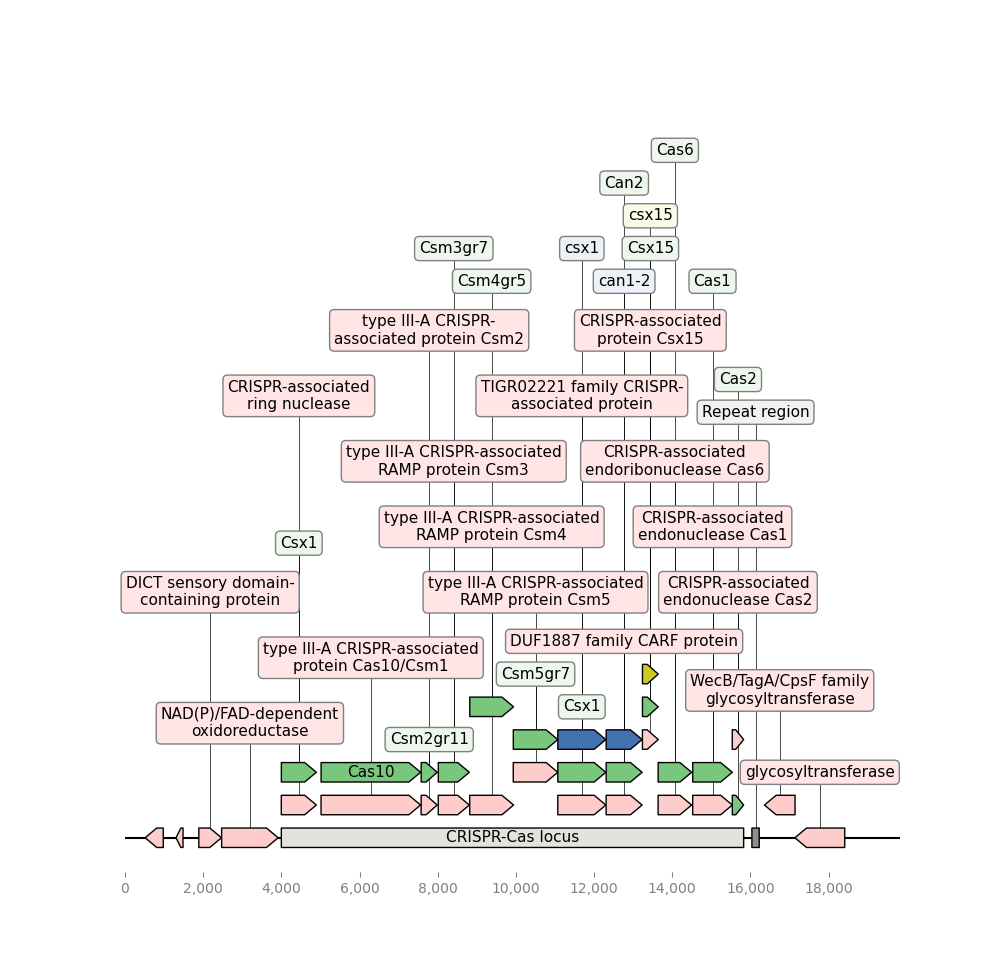 Cas6
Can2
csx15
Csm3gr7
csx1
Csx15
Csm4gr5
can1-2
Cas1
type III-A CRISPR-
associated protein Csm2
CRISPR-associated
protein Csx15
Cas2
CRISPR-associated
ring nuclease
TIGR02221 family CRISPR-
associated protein
Repeat region
type III-A CRISPR-associated
RAMP protein Csm3
CRISPR-associated
endoribonuclease Cas6
type III-A CRISPR-associated
RAMP protein Csm4
CRISPR-associated
endonuclease Cas1
Csx1
DICT sensory domain-
containing protein
type III-A CRISPR-associated
RAMP protein Csm5
CRISPR-associated
endonuclease Cas2
DUF1887 family CARF protein
type III-A CRISPR-associated
protein Cas10/Csm1
Csm5gr7
WecB/TagA/CpsF family
glycosyltransferase
Csx1
NAD(P)/FAD-dependent
oxidoreductase
Csm2gr11
Cas10
glycosyltransferase
CRISPR-Cas locus
0 2,000 4,000 6,000 8,000 10,000 12,000 14,000 16,000 18,000